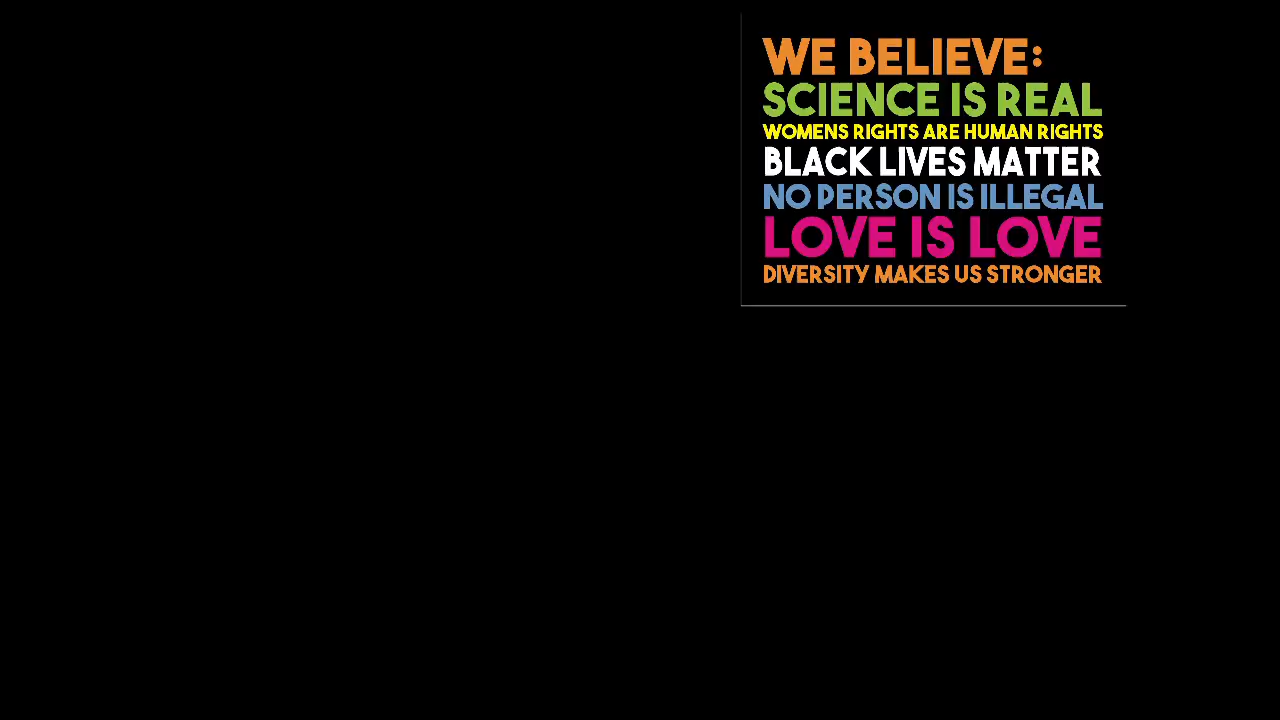 WE BELIEVE:
SCIENCE IS REAL
WOMENS RIGHTS ARE HUMAN RIGHTS
BLACK LIVES MATTER
NO PERSON IS ILLEGAL
LOVE IS LOVE
DIVERSITY MAKES US STRONGER